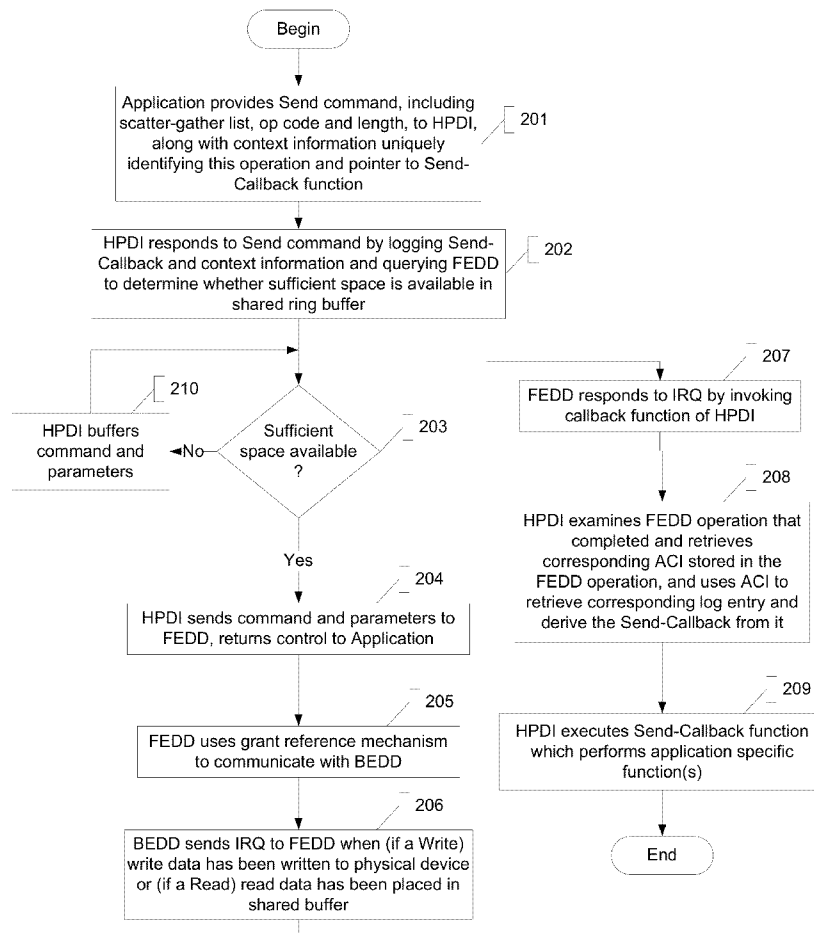 Begin
Application provides Send command, including
scatter-gather list, op code and length, to HPDI,
along with context information uniquely
identifying this operation and pointer to Send-
Callback function
201
HPDI responds to Send command by logging Send-
Callback and context information and querying FEDD
to determine whether sufficient space is available in
shared ring buffer
202
210
HPDI buffers
command and
parameters
No
Sufficient
space available
?
203
Yes
204
HPDI sends command and parameters to
FEDD, returns control to Application
205
FEDD uses grant reference mechanism
to communicate with BEDD
206
BEDD sends IRQ to FEDD when (if a Write)
write data has been written to physical device
or (if a Read) read data has been placed in
shared buffer
207
FEDD responds to IRQ by invoking
callback function of HPDI
208
HPDI examines FEDD operation that
completed and retrieves
corresponding ACI stored in the
FEDD operation, and uses ACI to
retrieve corresponding log entry and
derive the Send-Callback from it
209
HPDI executes Send-Callback function
which performs application specific
function(s)
End